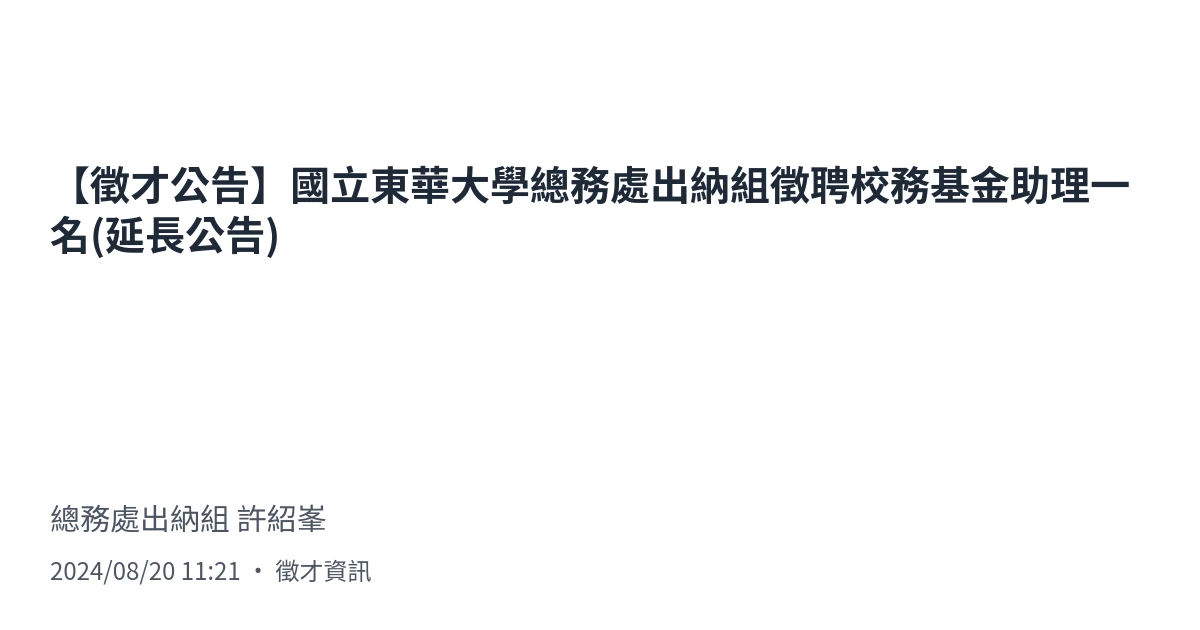 【徵才公告】國立東華大學總務處出納組徵聘校務基金助理一
名(延長公告)
總務處出納組 許紹峯
2024/08/20 11:21 • 徵才資訊